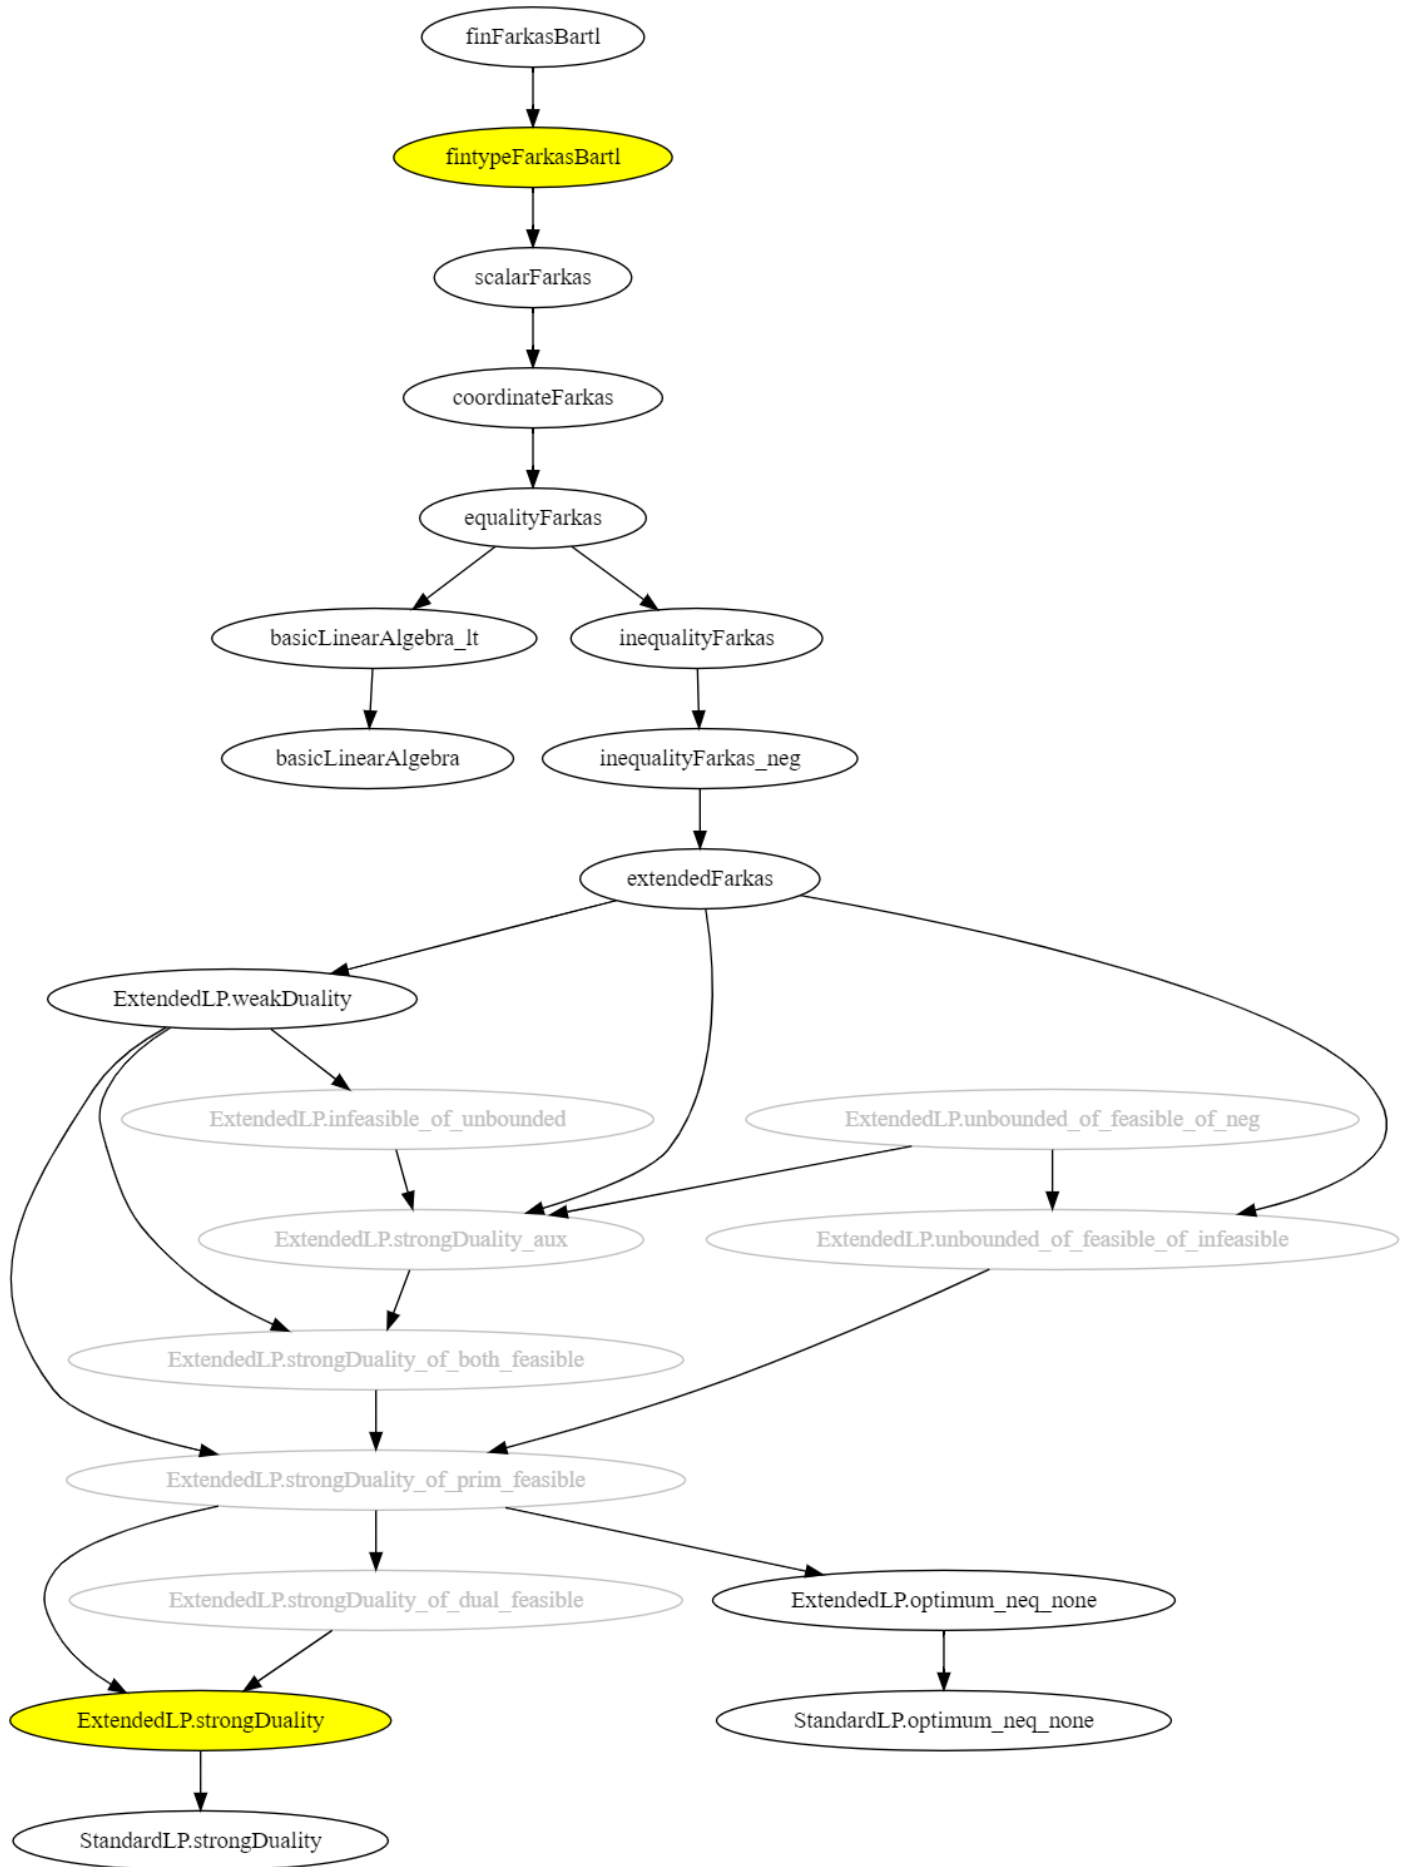 finFarkasBartl
fintypeFarkasBartl
scalarFarkas
coordinateFarkas
equalityFarkas
basicLinearAlgebra_lt
inequalityFarkas
basicLinearAlgebra
inequalityFarkas_neg
extendedFarkas
ExtendedLP.weakDuality
ExtendedLP.infeasible_of_unbounded
ExtendedLP.unbounded_of_feasible_of_neg
ExtendedLP.strongDuality_aux
ExtendedLP.unbounded_of_feasible_of_infeasible
ExtendedLP.strongDuality_of_both_feasible
ExtendedLP.strongDuality_of_prim_feasible
ExtendedLP.strongDuality_of_dual_feasible
ExtendedLP.optimum_neq_none
ExtendedLP.strongDuality
StandardLP.optimum_neq_none
StandardLP.strongDuality